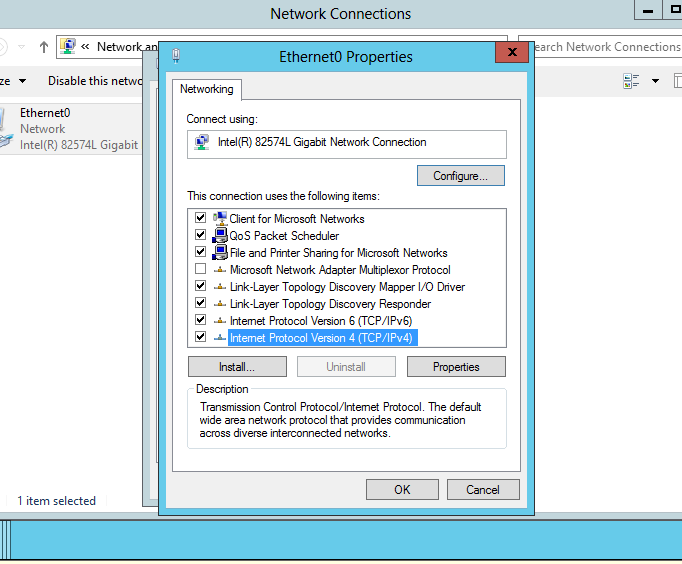 Network Connections
Network an
earch Network Connections
ze
Disable this netwo
Ethernet0
Network
Intel(R) 82574L Gigabit
Ethernet0 Properties
x
Networking
Connect using:
Intel(R) 82574L Gigabit Network Connection
Configure...
This connection uses the following items:
Client for Microsoft Networks
QoS Packet Scheduler
File and Printer Sharing for Microsoft Networks
Microsoft Network Adapter Multiplexor Protocol
Link-Layer Topology Discovery Mapper I/O Driver
Link-Layer Topology Discovery Responder
Internet Protocol Version 6 (TCP/IPv6)
Internet Protocol Version 4 (TCP/IPv4)
Install...
Uninstall
Properties
Description
Transmission Control Protocol/Internet Protocol. The default
wide area network protocol that provides communication
across diverse interconnected networks.
OK
Cancel
1 item selected